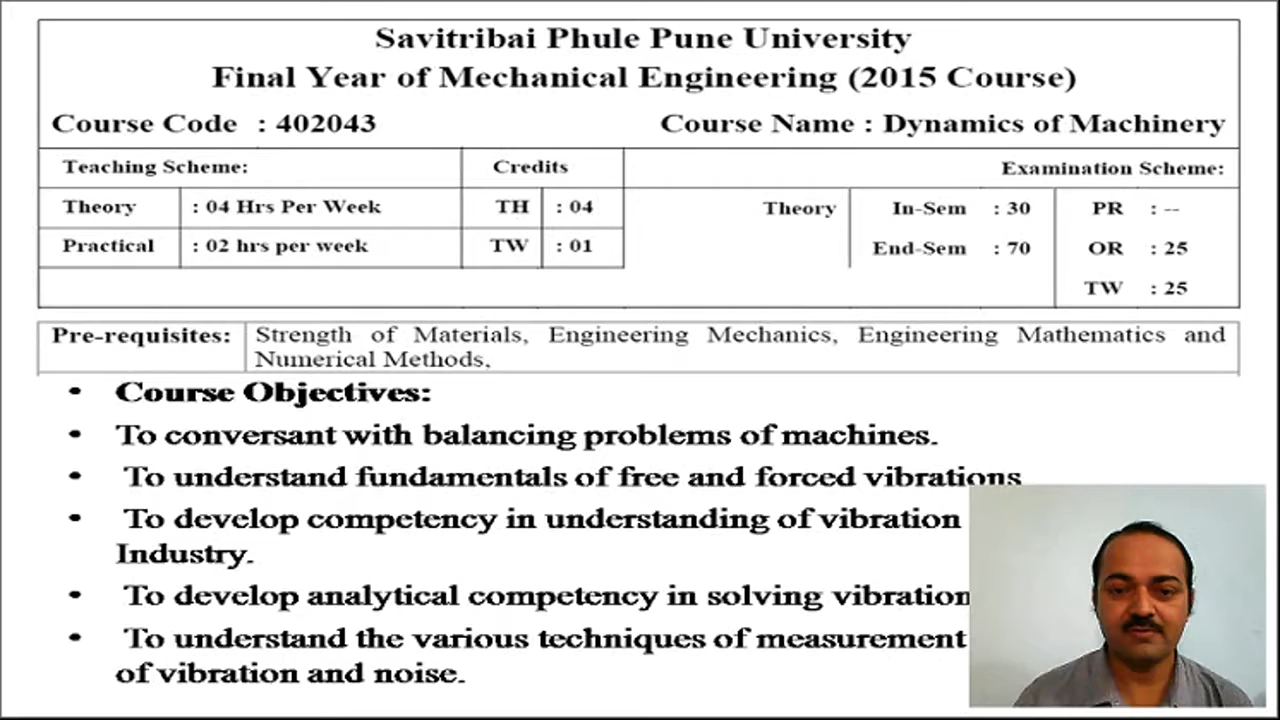 Savitribai Phule Pune University
Final Year of Mechanical Engineering (2015 Course)
Course Code : 402043 Course Name : Dynamics of Machinery
Teaching Scheme: Credits Examination Scheme:
Theory : 04 Hrs Per Week TH : 04 Theory In-Sem : 30 PR : --
Practical : 02 hrs per week TW : 01 End-Sem : 70 OR : 25
TW : 25
Pre-requisites: Strength of Materials, Engineering Mechanics, Engineering Mathematics and
Numerical Methods,
• Course Objectives:
• To conversant with balancing problems of machines.
• To understand fundamentals of free and forced vibrations
• To develop competency in understanding of vibration
Industry.
• To develop analytical competency in solving vibration
• To understand the various techniques of measurement
of vibration and noise.